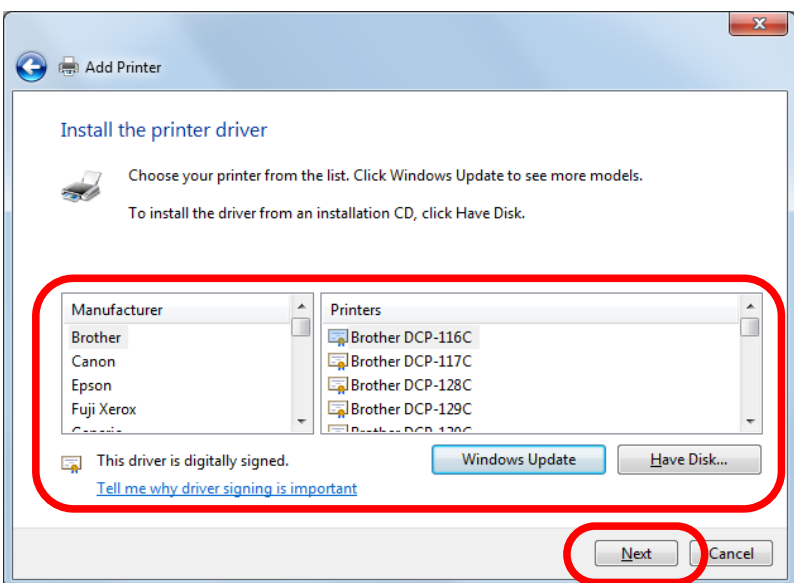 Add Printer
Install the printer driver
Choose your printer from the list. Click Windows Update to see more models.
To install the driver from an installation CD, click Have Disk.
Manufacturer
Brother
Canon
Epson
Fuji Xerox
Printers
Brother DCP-116C
Brother DCP-117C
Brother DCP-128C
Brother DCP-129C
This driver is digitally signed.
Windows Update
Have Disk...
Tell me why driver signing is important
Next
Cancel